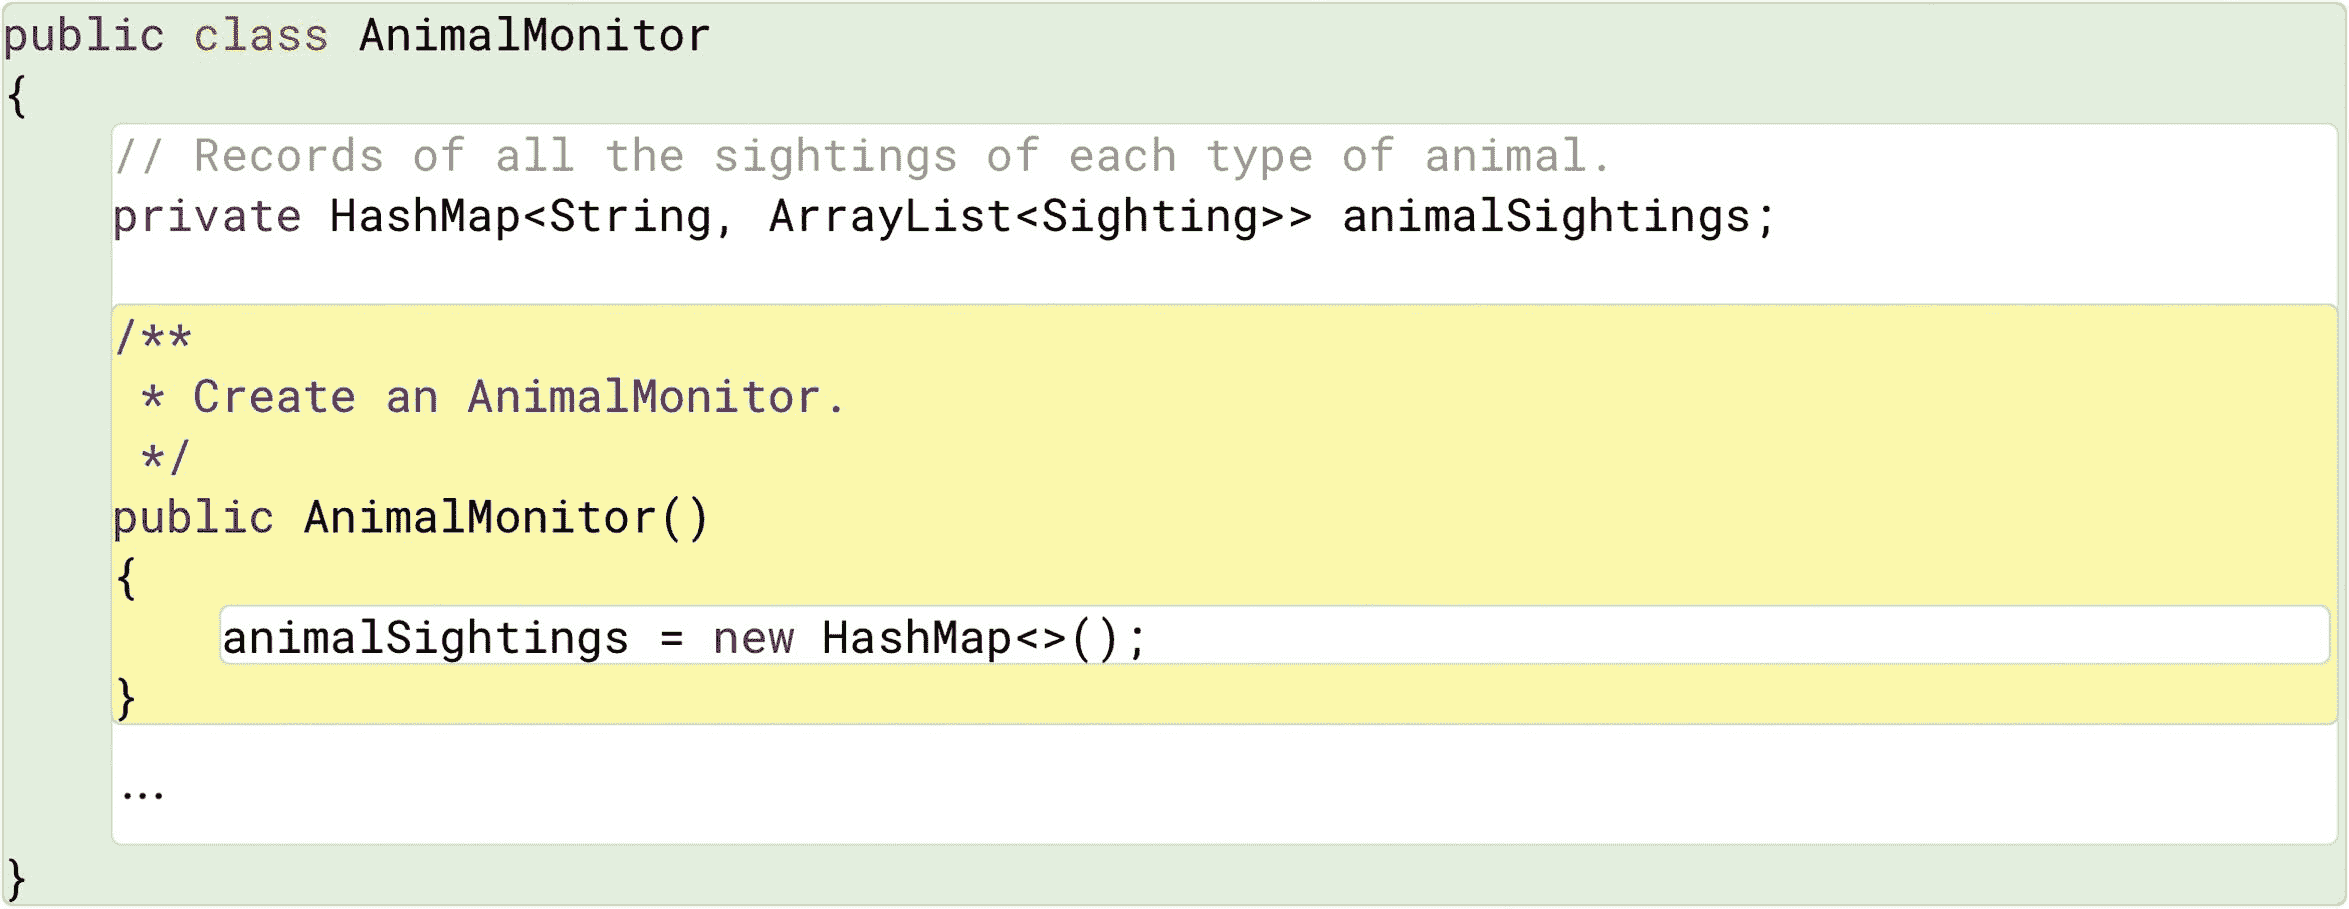 public class AnimalMonitor
{
// Records of all the sightings of each type of animal.
private HashMap<String, ArrayList<Sighting>> animalSightings;
/**
* Create an AnimalMonitor.
*/
public AnimalMonitor()
{
animalSightings = new HashMap<>();
}
...
}